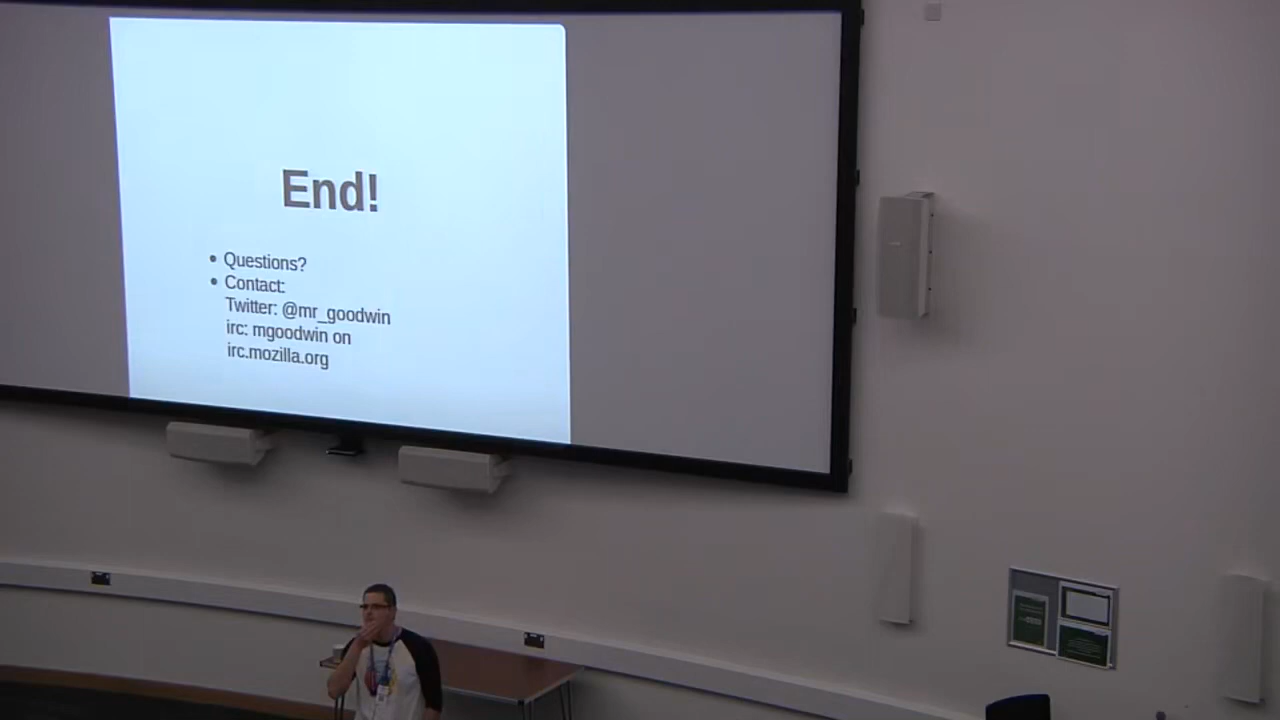 End!
Questions?
Contact:
Twitter: @mr_goodwin
irc: mgoodwin on
irc.mozilla.org